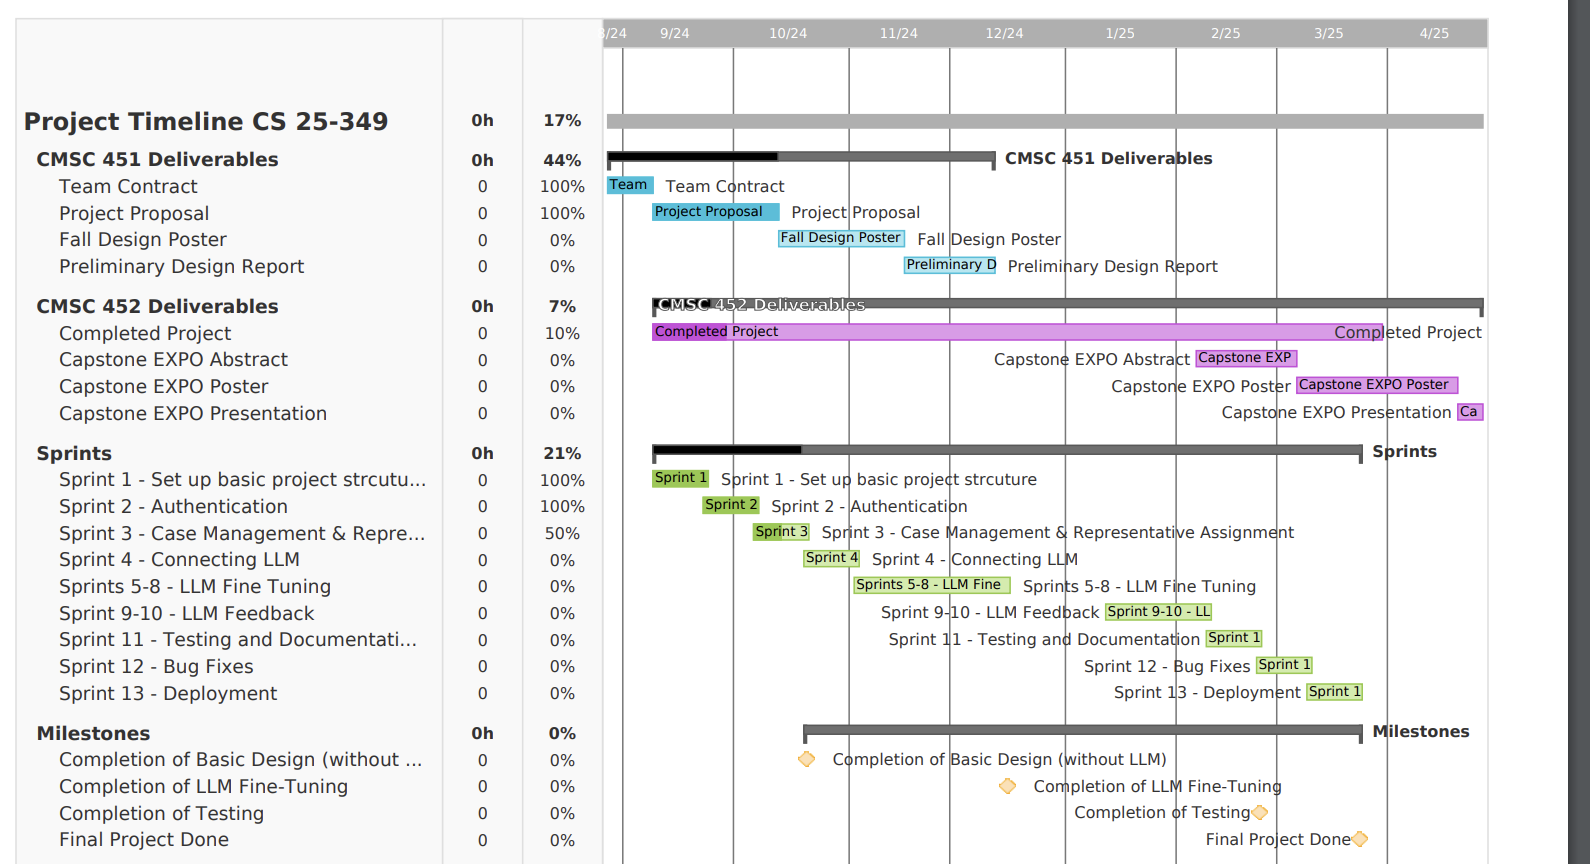 8/24 9/24 10/24 11/24 12/24 1/25 2/25 3/25 4/25
Project Timeline CS 25-349 0h 17%
CMSC 451 Deliverables 0h 44% CMSC 451 Deliverables
Team Contract 0 100% Team Team Contract
Project Proposal 0 100% Project Proposal Project Proposal
Fall Design Poster 0 0% Fall Design Poster Fall Design Poster
Preliminary Design Report 0 0% Preliminary D Preliminary Design Report
CMSC 452 Deliverables 0h 7% CMSC 452 Deliverables
Completed Project 0 10% Completed Project Completed Project
Capstone EXPO Abstract 0 0% Capstone EXPO Abstract Capstone EXP
Capstone EXPO Poster 0 0% Capstone EXPO Poster Capstone EXPO Poster
Capstone EXPO Presentation 0 0% Capstone EXPO Presentation Ca
Sprints 0h 21% Sprints
Sprint 1 - Set up basic project strcutu... 0 100% Sprint 1 Sprint 1 - Set up basic project strcuture
Sprint 2 - Authentication 0 100% Sprint 2 Sprint 2 - Authentication
Sprint 3 - Case Management & Repre... 0 50% Sprint 3 Sprint 3 - Case Management & Representative Assignment
Sprint 4 - Connecting LLM 0 0% Sprint 4 Sprint 4 - Connecting LLM
Sprints 5-8 - LLM Fine Tuning 0 0% Sprints 5-8 - LLM Fine Sprints 5-8 - LLM Fine Tuning
Sprint 9-10 - LLM Feedback 0 0% Sprint 9-10 - LLM Feedback Sprint 9-10 - LL
Sprint 11 - Testing and Documentati... 0 0% Sprint 11 - Testing and Documentation Sprint 1
Sprint 12 - Bug Fixes 0 0% Sprint 12 - Bug Fixes Sprint 1
Sprint 13 - Deployment 0 0% Sprint 13 - Deployment Sprint 1
Milestones 0h 0% Milestones
Completion of Basic Design (without ... 0 0% Completion of Basic Design (without LLM)
Completion of LLM Fine-Tuning 0 0% Completion of LLM Fine-Tuning
Completion of Testing 0 0% Completion of Testing
Final Project Done 0 0% Final Project Done